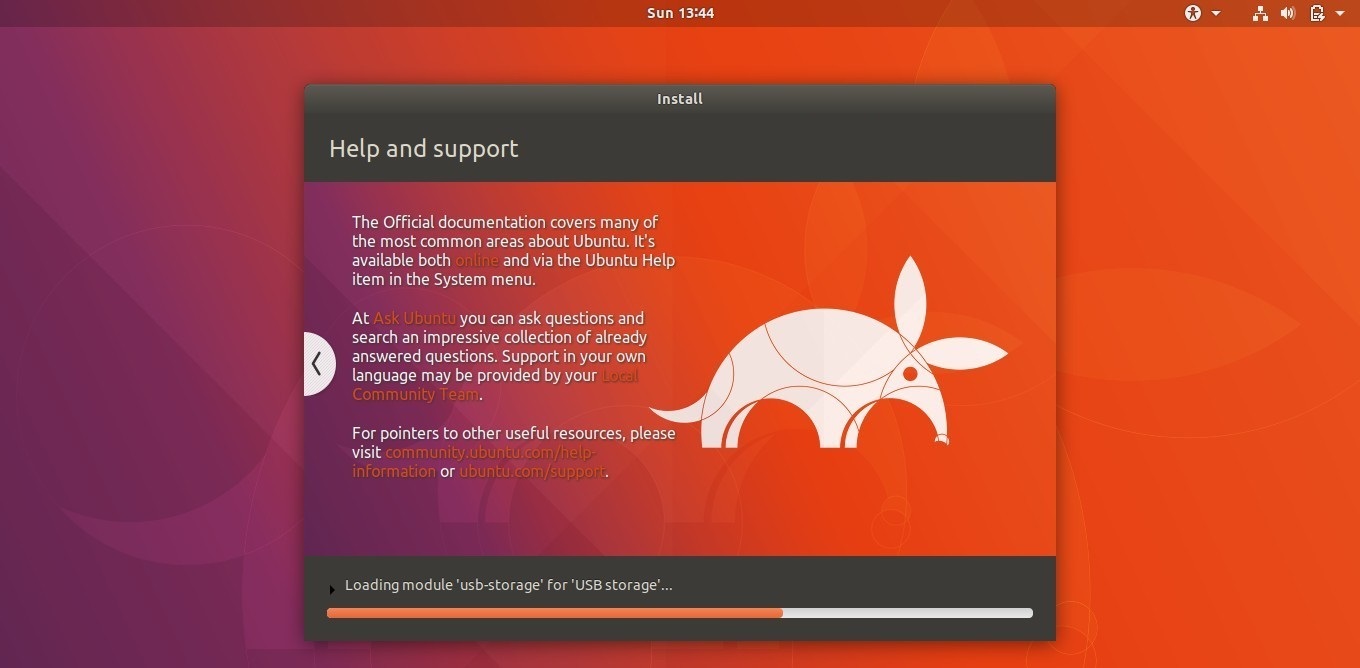 Sun 13:44
Install
Help and support
The Official documentation covers many of
the most common areas about Ubuntu. It's
available both online and via the Ubuntu Help
item in the System menu.
At Ask Ubuntu you can ask questions and
search an impressive collection of already
answered questions. Support in your own
language may be provided by your Local
Community Team.
For pointers to other useful resources, please
visit community.ubuntu.com/help-
information or ubuntu.com/support.
Loading module 'usb-storage' for 'USB storage'...